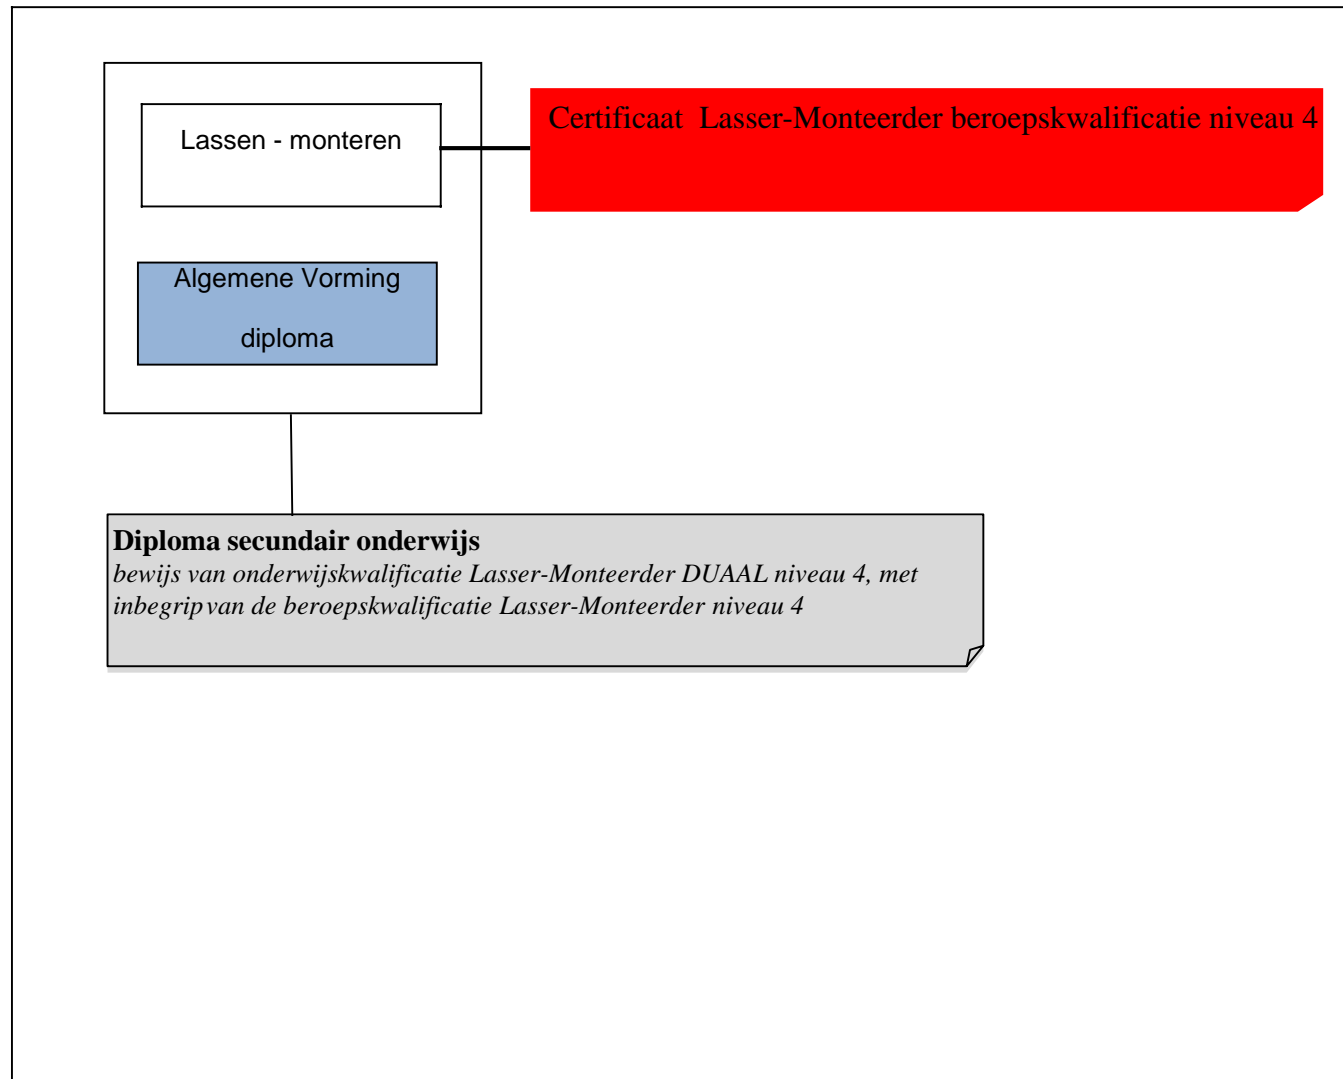 Lassen - monteren
Certificaat  Lasser-Monteerder beroepskwalificatie niveau 4
Algemene Vorming
diploma
Diploma secundair onderwijs
bewijs van onderwijskwalificatie Lasser-Monteerder DUAAL niveau 4, met
inbegrip van de beroepskwalificatie Lasser-Monteerder niveau 4